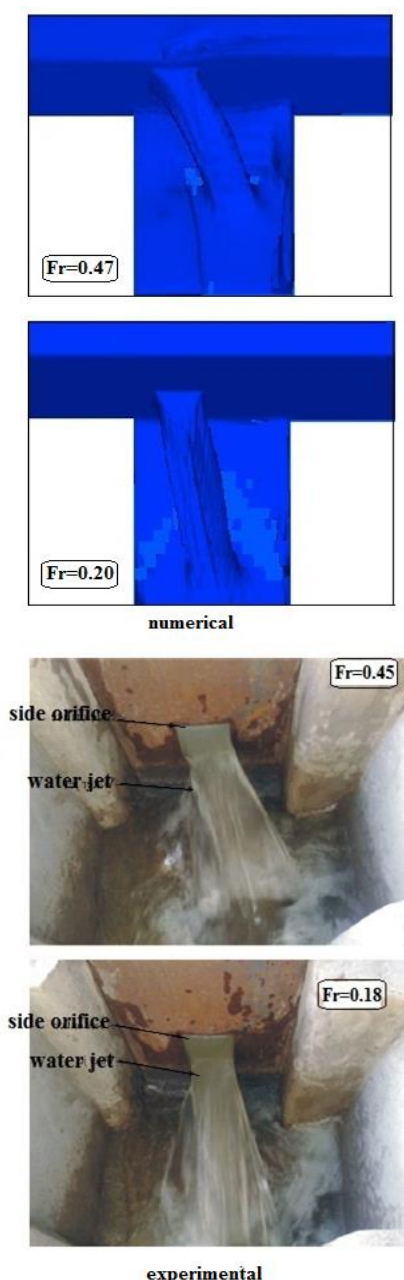 Fr=0.47
Fr=0.20
numerical
Fr=0.45
side orifice
water jet
Fr=0.18
side orifice
water jet
experimental